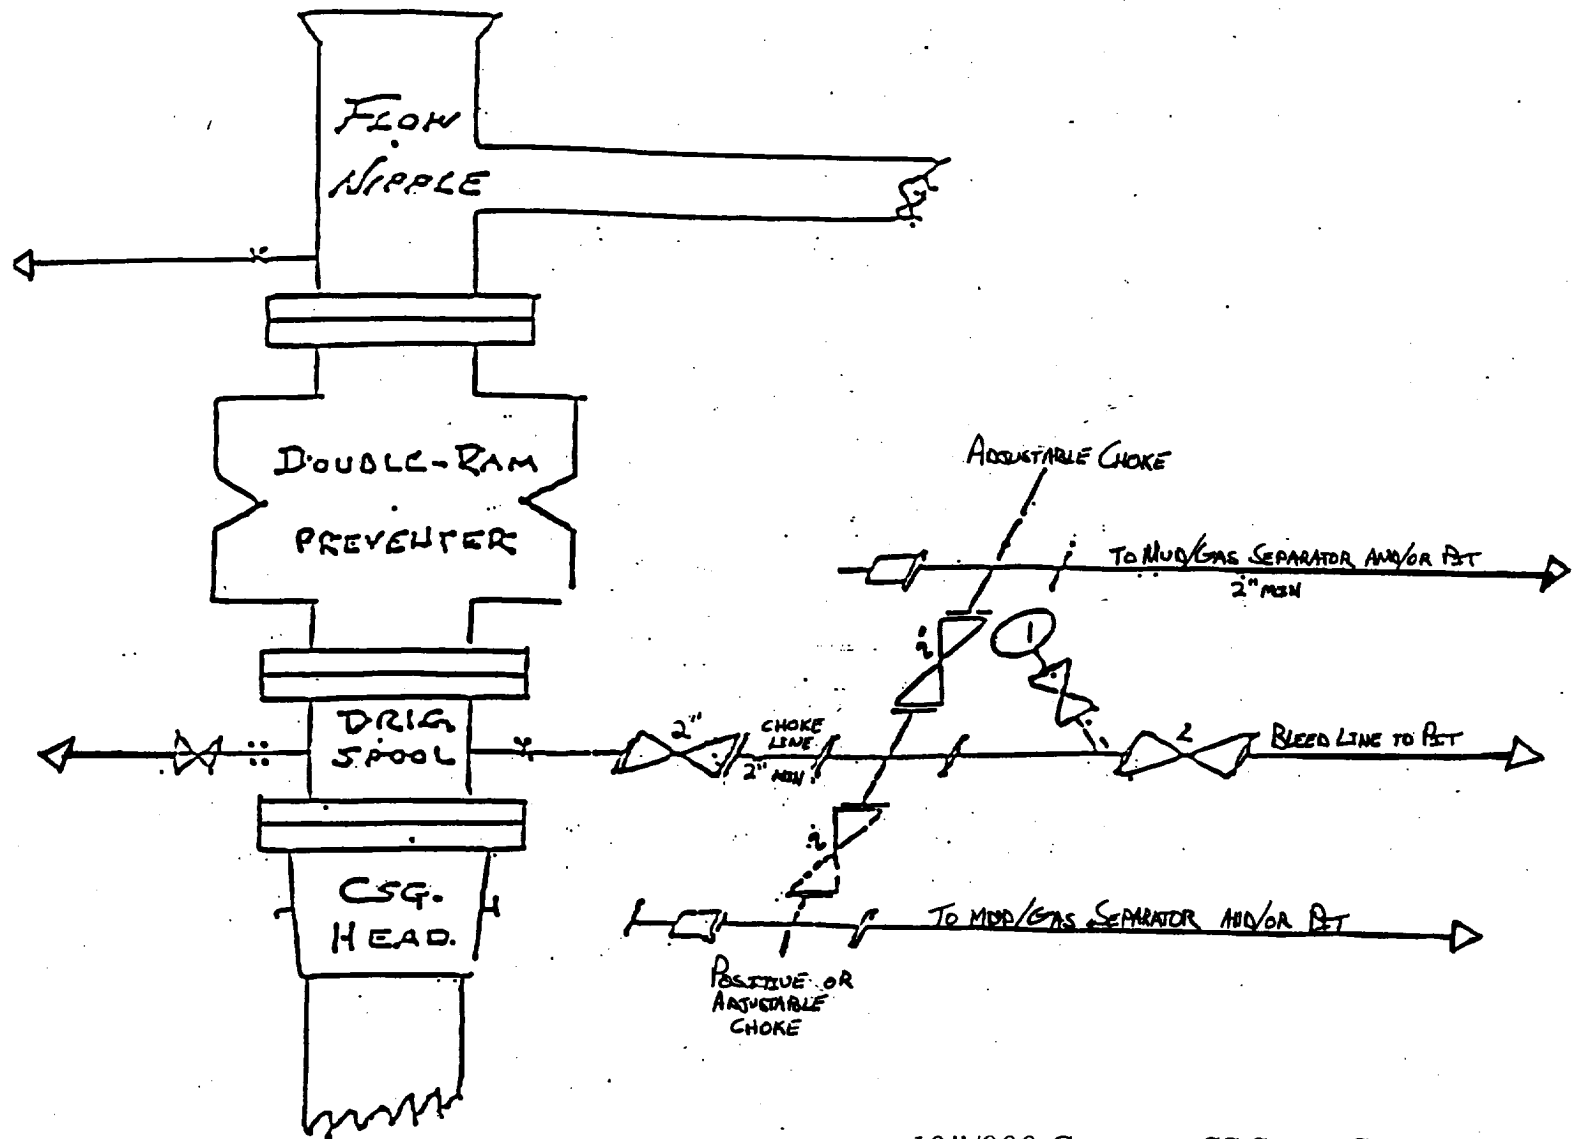 FLOW
NIPPLE
DOUBLE-RAM
PREVENTER
ADJUSTABLE CHOKE
TO MUD/GAS SEPARATOR AND/OR PIT
2" MIN
2"
1
DRLG
SPOOL
2"
CHOKE
LINE
2" MIN.
2
BLEED LINE TO PIT
2"
CSG.
HEAD.
TO MUD/GAS SEPARATOR AND/OR PIT
POSITIVE OR
ADJUSTABLE
CHOKE